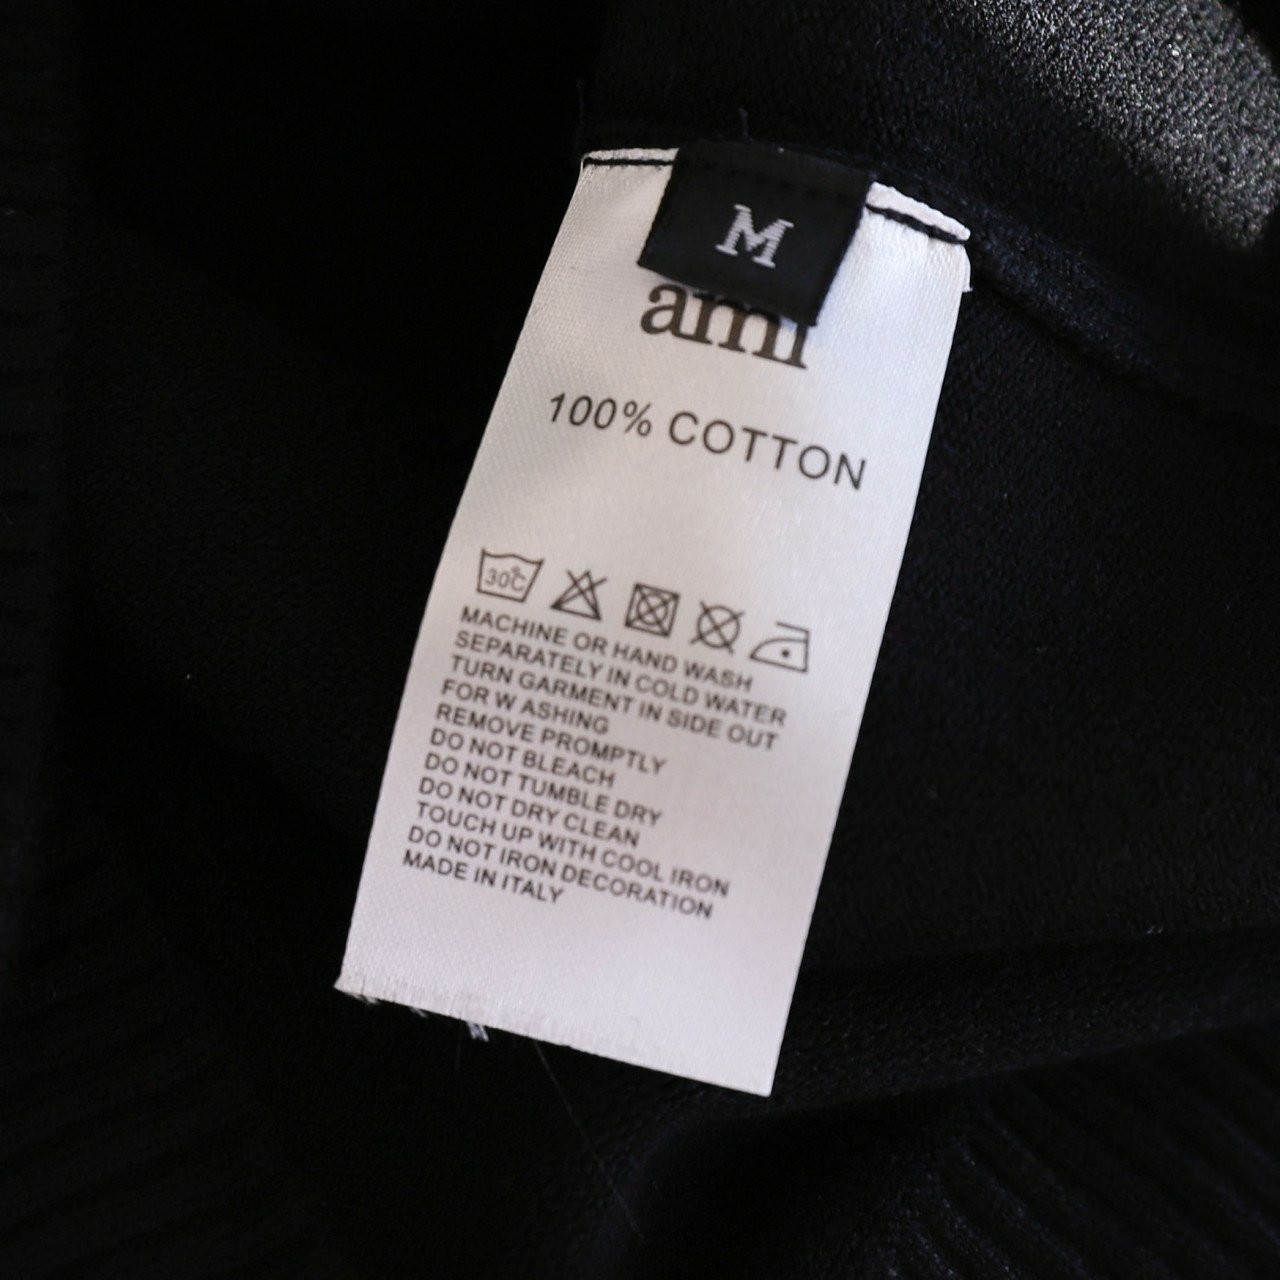 M
ami
100% COTTON
30℃
MACHINE OR HAND WASH
SEPARATELY IN COLD WATER
TURN GARMENT IN SIDE OUT
FOR W ASHING
REMOVE PROMPTLY
DO NOT BLEACH
DO NOT TUMBLE DRY
DO NOT DRY CLEAN
TOUCH UP WITH COOL IRON
DO NOT IRON DECORATION
MADE IN ITALY